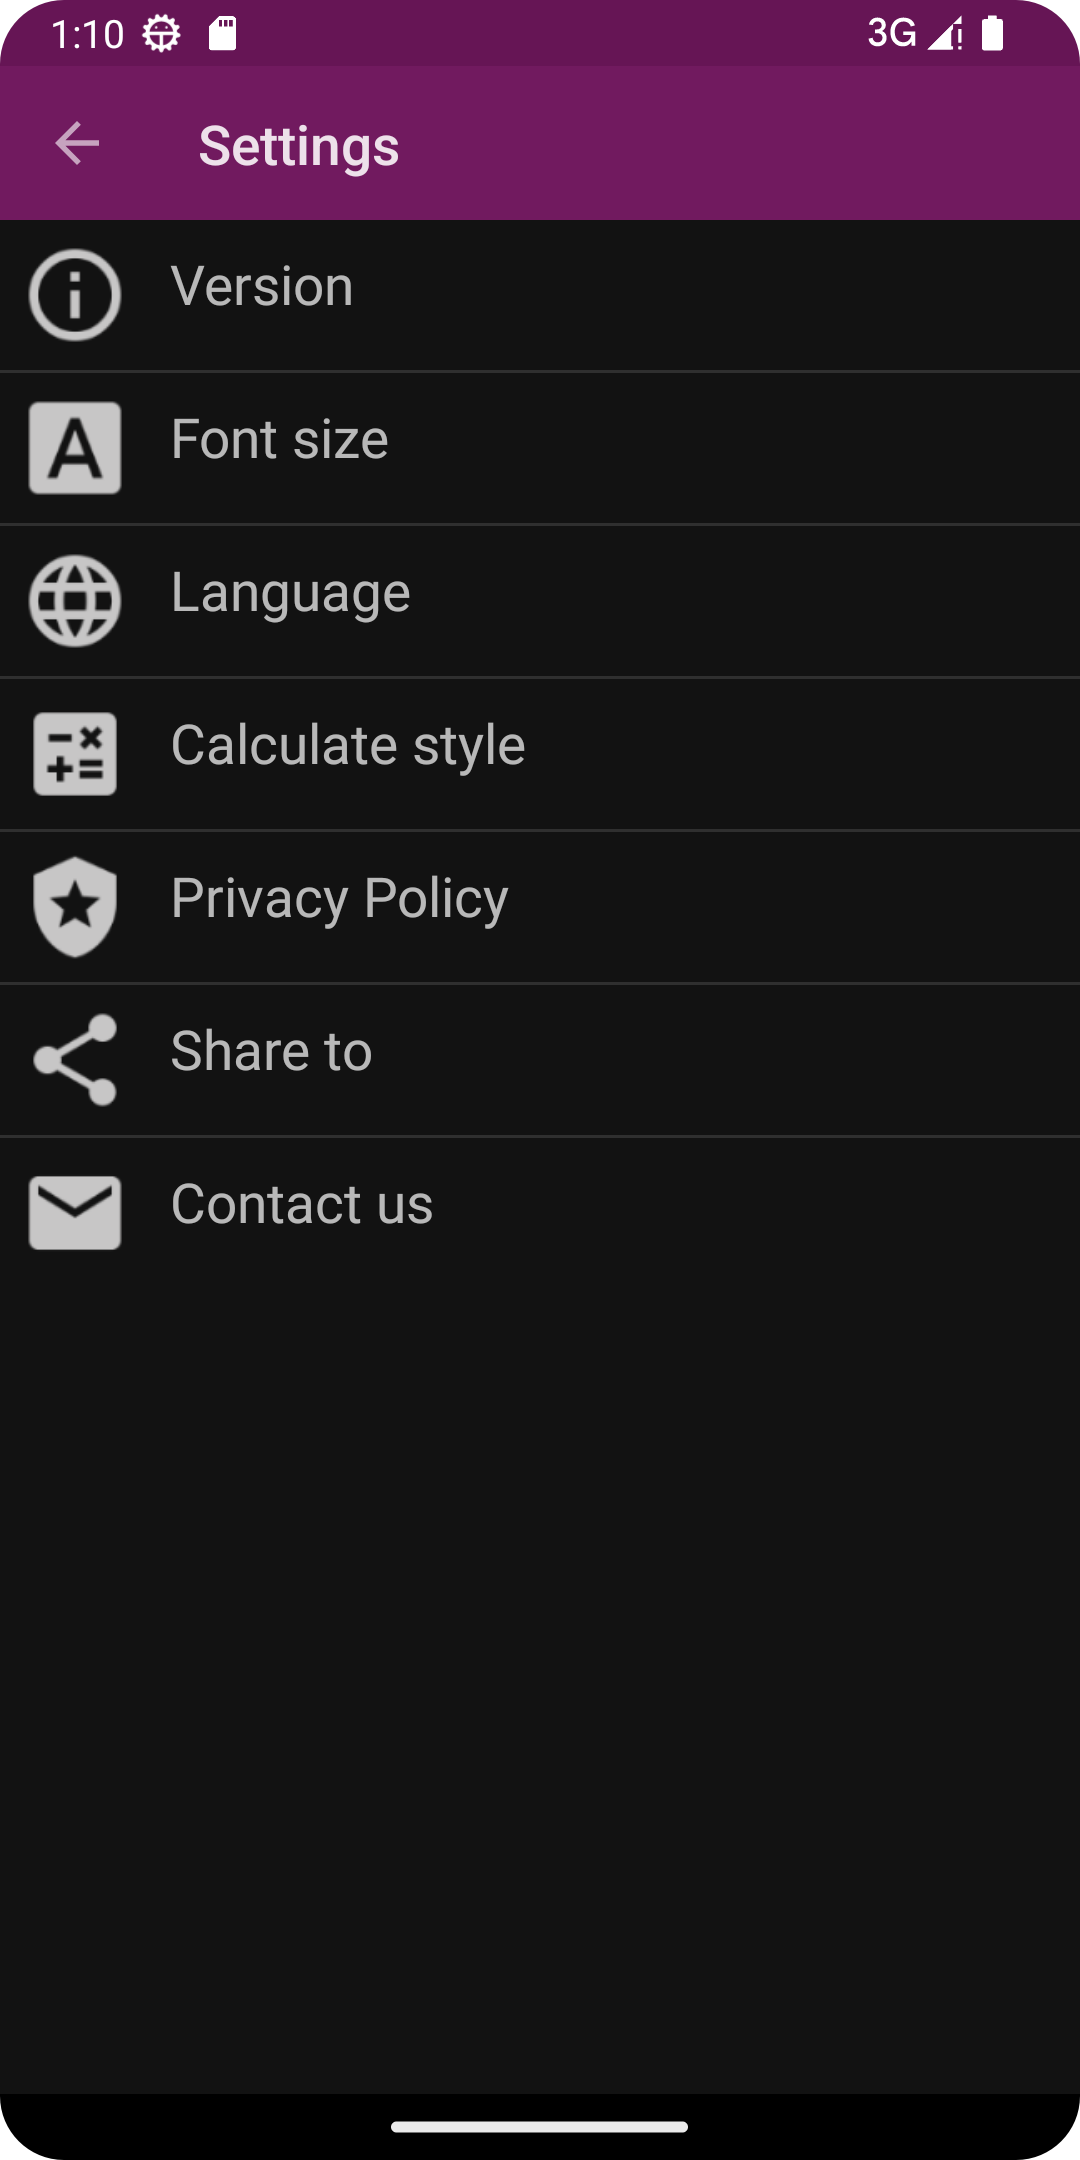 1:10 3G
Settings
Version
Font size
Language
Calculate style
Privacy Policy
Share to
Contact us